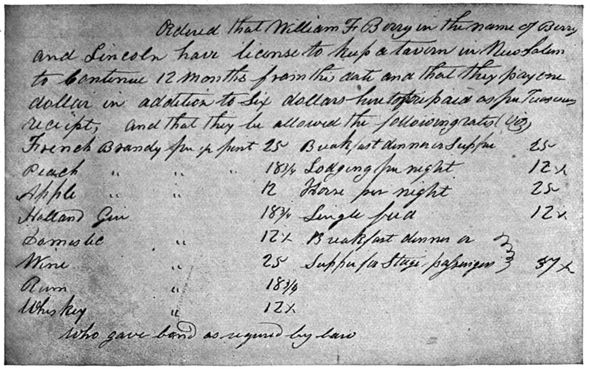 Ordered that William F. Berry in the name of Berry
and Lincoln have license to keep a tavern in New Salem
to Continue 12 months from this date and that they pay one
dollar in addition to Six dollars heretofore paid as per Treasurers
receipt, and that they be allowed the following rates (viz)
French Brandy per ½ pint 25 Breakfast dinner or Supper 25
Peach " " " 18¾ Lodging per night 12½
Apple " " 12 Horse per night 25
Holland Gin " 18¾ Single feed 12½
Domestic " 12½ Breakfast dinner or
Wine " 25 Supper for Stage passengers 37½
Rum " 18¾
Whiskey " 12½
Who gave bond as required by law